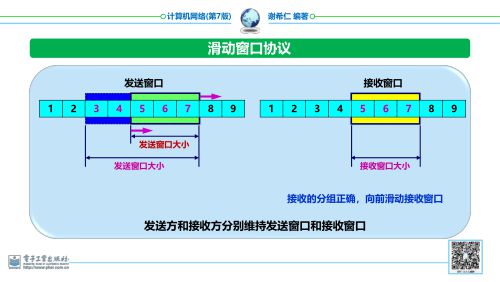 计算机网络(第7版)
谢希仁 编著
滑动窗口协议
发送窗口
接收窗口
1 2 3 4 5 6 7 8 9
1 2 3 4 5 6 7 8 9
发送窗口大小
发送窗口大小
接收窗口大小
接收的分组正确，向前滑动接收窗口
发送方和接收方分别维持发送窗口和接收窗口
电子工业出版社
http://www.phei.com.cn